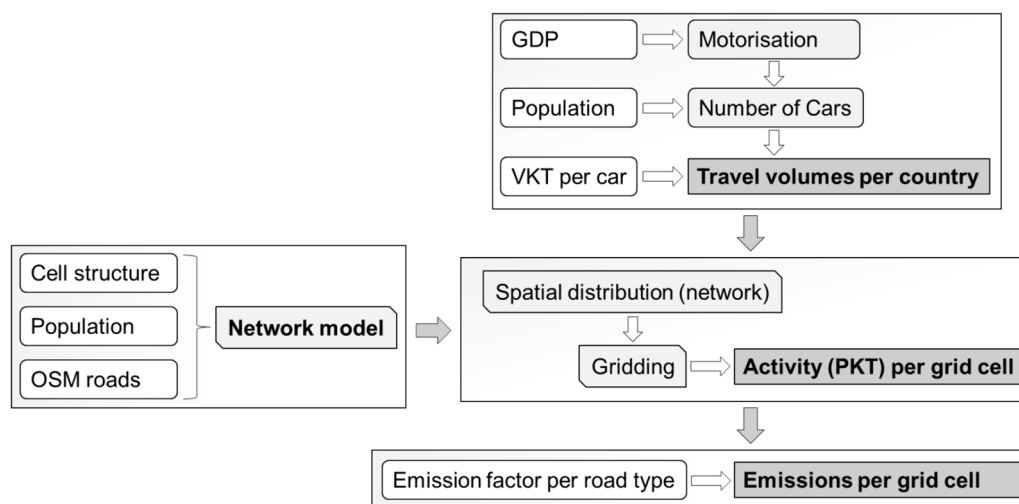 GDP
Motorisation
Population
Number of Cars
VKT per car
Travel volumes per country
Cell structure
Population
OSM roads
Network model
Spatial distribution (network)
Gridding
Activity (PKT) per grid cell
Emission factor per road type
Emissions per grid cell